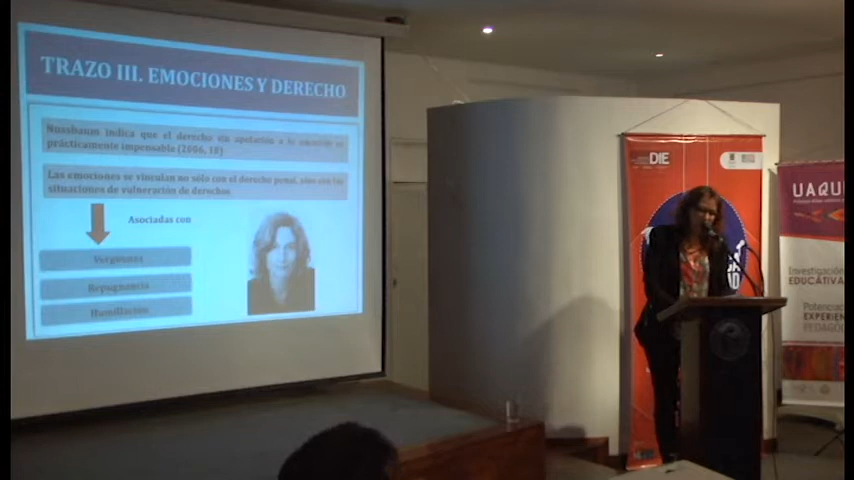 TRAZO III. EMOCIONES Y DERECHO
Nussbaum indica que el derecho sin apelación a la emoción es
prácticamente impensable (2006, 18)
Las emociones se vinculan no sólo con el derecho penal, sino con las
situaciones de vulneración de derechos
Asociadas con
Vergüenza
Repugnancia
Humillación
DIE
UAQUE
Investigación
EDUCATIVA